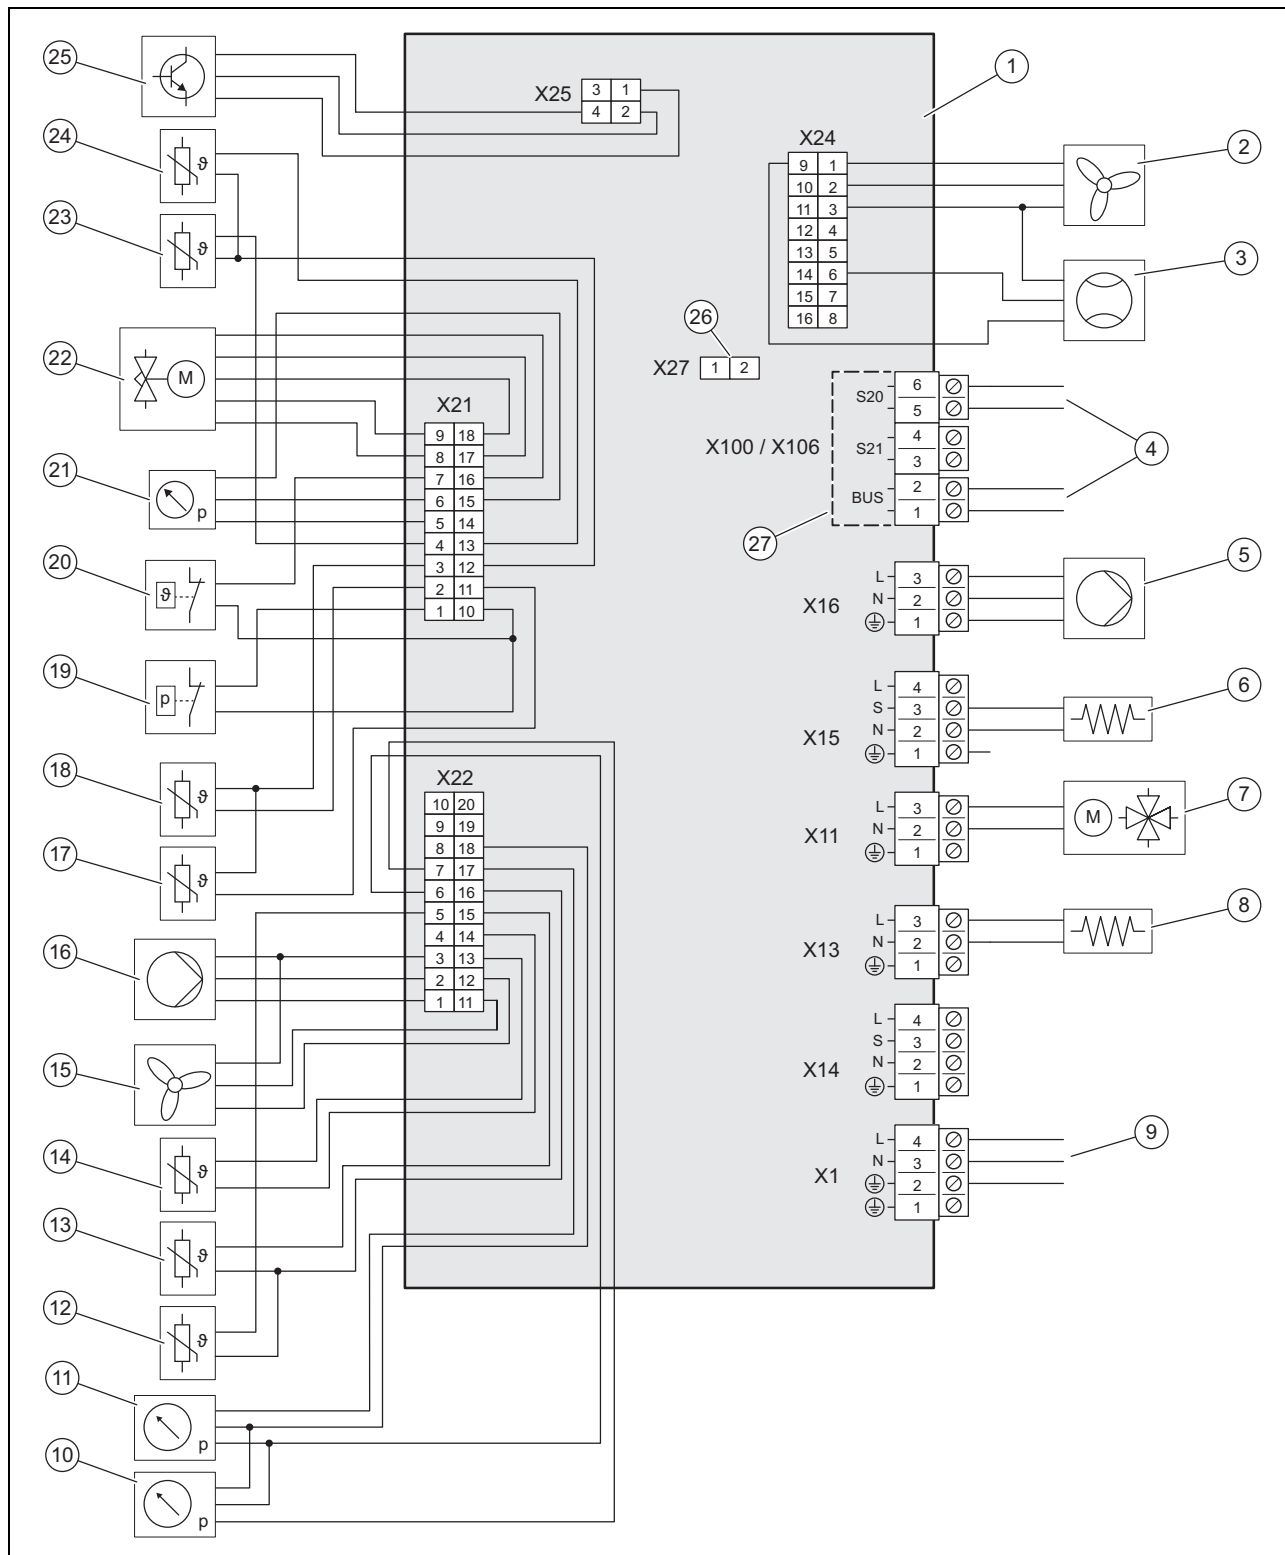 25
24
23
22
21
20
19
18
17
16
15
14
13
12
11
10
ϑ
ϑ
M
p
ϑ
p
ϑ
ϑ
ϑ
ϑ
ϑ
p
p
X25
3 1
4 2
X21
9 18
8 17
7 16
6 15
5 14
4 13
3 12
2 11
1 10
X22
10 20
9 19
8 18
7 17
6 16
5 15
4 14
3 13
2 12
1 11
1
X24
9 1
10 2
11 3
12 4
13 5
14 6
15 7
16 8
2
3
26
X27 1 2
X100 / X106
S20
6
5
S21
4
3
BUS
2
1
4
27
X16
L 3
N 2
1
5
X15
L 4
S 3
N 2
1
6
X11
L 3
N 2
1
M
7
X13
L 3
N 2
1
8
X14
L 4
S 3
N 2
1
X1
L 4
N 3
2
1
9